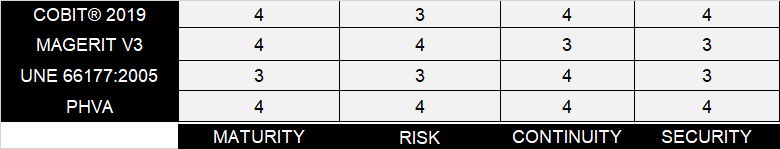 COBIT® 2019 4 3 4 4
MAGERIT V3 4 4 3 3
UNE 66177:2005 3 3 4 3
PHVA 4 4 4 4
MATURITY RISK CONTINUITY SECURITY